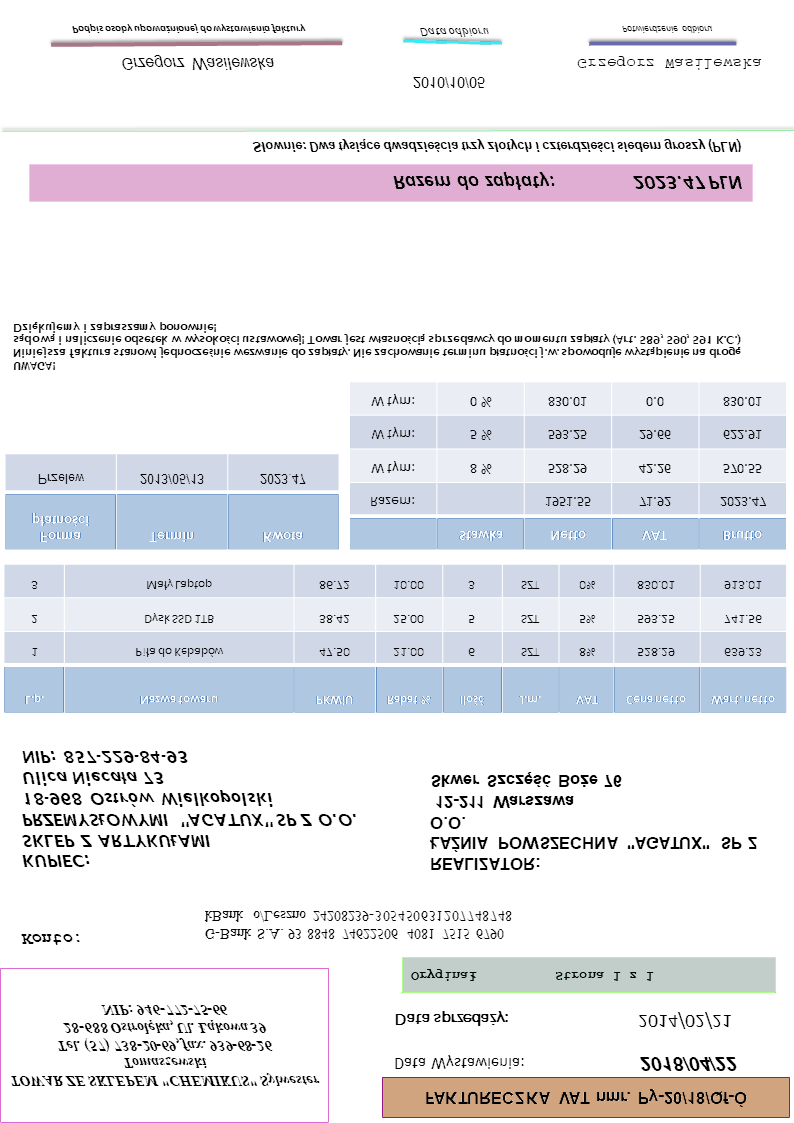 FAKTURECZKA VAT nmr. Py-20/18/Qf-Ó
Data Wystawienia: 2018/04/22
Data sprzedaży: 2014/02/21
Oryginał Strona 1 z 1
TOWAR ZE SKLEPEM "CHEMIKUS" Sylwester
Tomaszewski
Tel. (57) 738-20-69, fax. 939-68-26
28-688 Ostrołęka, Ul. Łąkowa 39
NIP: 946-772-75-66
Konto:
G-Bank S.A. 93 8848 74622506 4081 7515 6790
kBank o/Leszno 24208239-305450631207748748
KUPIEC:
SKLEP Z ARTYKUŁAMI
PRZEMYSŁOWYMI "AGATUX" SP Z O.O.
18-968 Ostrów Wielkopolski
Ulica Niecała 73
NIP: 857-229-84-93
REALIZATOR:
ŁAŹNIA POWSZECHNA "AGATUX" SP Z
O.O.
12-211 Warszawa
Skwer Szczęść Boże 76
L.p. Nazwa towaru PKWiU Rabat % Ilość J.m. VAT Cena netto Wart. netto
1 Piła do Kebabów 47.50 21.00 6 SZT 8% 528.29 639.23
2 Dysk SSD 1TB 38.42 25.00 5 SZT 5% 593.25 741.56
3 Mały Laptop 86.72 10.00 3 SZT 0% 830.01 913.01
Forma płatności Termin Kwota
Przelew 2013/05/13 2023.47
Stawka Netto VAT Brutto
Razem: 1951.55 71.92 2023.47
W tym: 8 % 528.29 42.26 570.55
W tym: 5 % 593.25 29.66 622.91
W tym: 0 % 830.01 0.0 830.01
UWAGA!
Niniejsza faktura stanowi jednocześnie wezwanie do zapłaty. Nie zachowanie terminu płatności j.w. spowoduje wystąpienie na drogę
sądową i naliczenie odsetek w wysokości ustawowej! Towar jest własnością sprzedawcy do momentu zapłaty (Art. 589, 590, 591 K.C.)
Dziękujemy i zapraszamy ponownie!
Razem do zapłaty: 2023.47 PLN
Słownie: Dwa tysiące dwadzieścia trzy złotych i czterdzieści siedem groszy (PLN)
2010/10/05
Grzegorz Wasilewska Grzegorz Wasilewska
Podpis osoby upoważnionej do wystawienia faktury Data odbioru Potwierdzenie odbioru